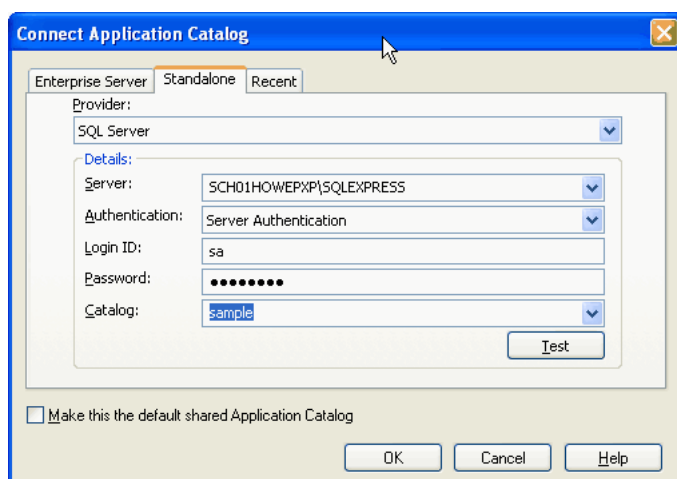 Connect Application Catalog
Enterprise Server Standalone Recent
Provider:
SQL Server
Details:
Server: SCH01HOWEPXP\SQLEXPRESS
Authentication: Server Authentication
Login ID: sa
Password: ●●●●●●●●
Catalog: sample
Test
Make this the default shared Application Catalog
OK Cancel Help